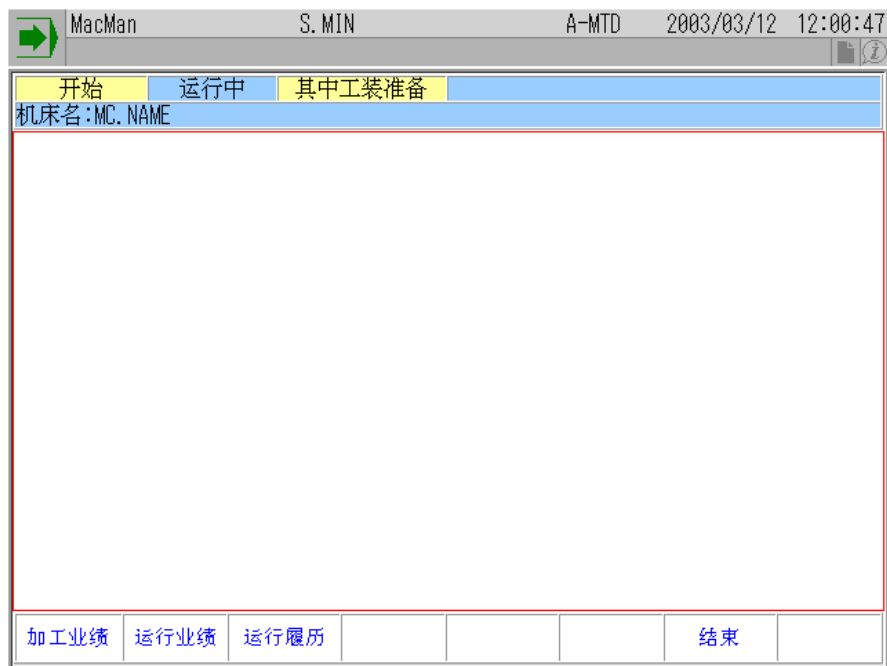 MacMan S.MIN A-MTD 2003/03/12 12:00:47
开始 运行中 其中工装准备
机床名:MC.NAME
加工业绩 运行业绩 运行履历 结束